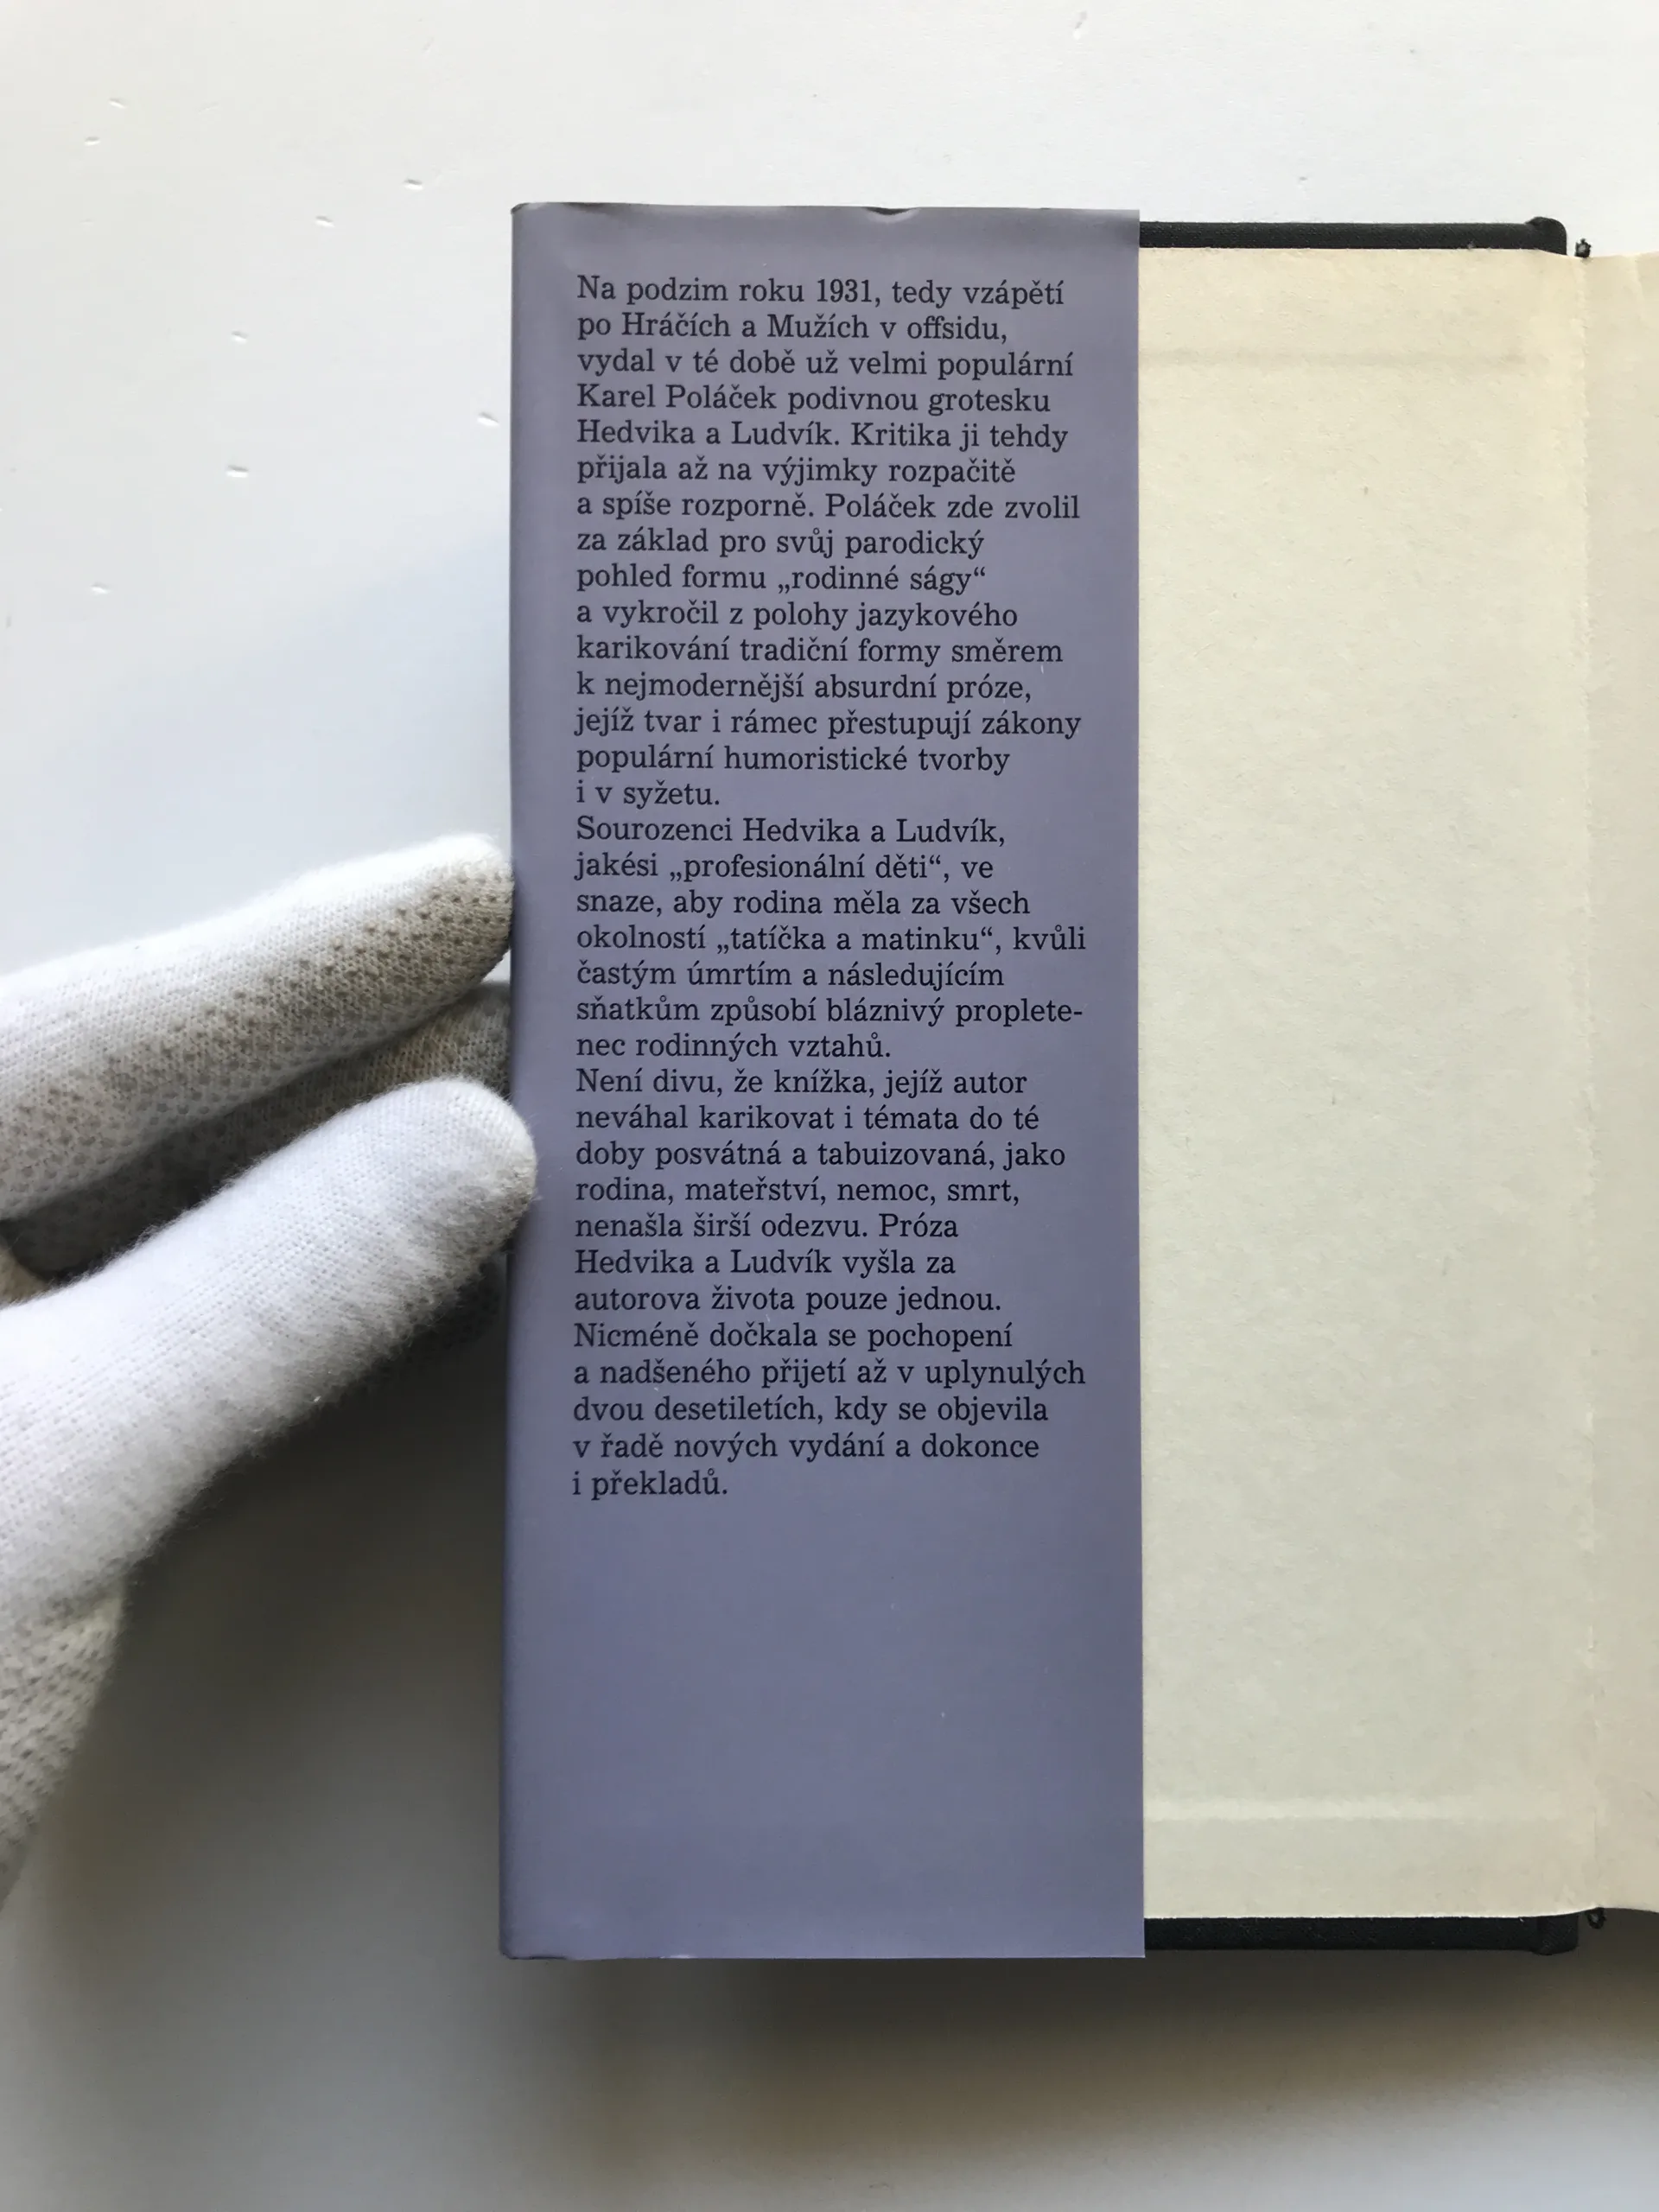 Na podzim roku 1931, tedy vzápětí
po Hráčích a Mužích v offsidu,
vydal v té době už velmi populární
Karel Poláček podivnou grotesku
Hedvika a Ludvík. Kritika ji tehdy
přijala až na výjimky rozpačitě
a spíše rozporně. Poláček zde zvolil
za základ pro svůj parodický
pohled formu „rodinné ságy“
a vykročil z polohy jazykového
karikování tradiční formy směrem
k nejmodernější absurdní próze,
jejíž tvar i rámec přestupují zákony
populární humoristické tvorby
i v syžetu.
Sourozenci Hedvika a Ludvík,
jakési „profesionální děti“, ve
snaze, aby rodina měla za všech
okolností „tatíčka a matinku“, kvůli
častým úmrtím a následujícím
sňatkům způsobí bláznivý proplete-
nec rodinných vztahů.
Není divu, že knížka, jejíž autor
neváhal karikovat i témata do té
doby posvátná a tabuizovaná, jako
rodina, mateřství, nemoc, smrt,
nenašla širší odezvu. Próza
Hedvika a Ludvík vyšla za
autorova života pouze jednou.
Nicméně dočkala se pochopení
a nadšeného přijetí až v uplynulých
dvou desetiletích, kdy se objevila
v řadě nových vydání a dokonce
i překladů.